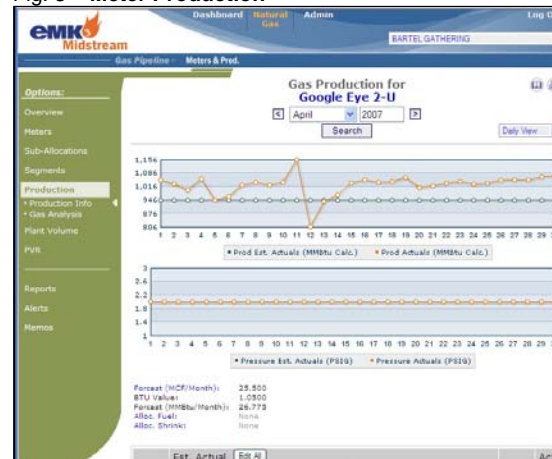 Fig. 3 - Meter Production
Dashboard Natural Gas Admin Log O
eMK Midstream
BARTEL GATHERING
Gas Pipeline - Meters & Prod.
Options:
Overview
Meters
Sub-Allocations
Segments
Production
• Production Info
• Gas Analysis
Plant Volume
PVR
Reports
Alerts
Memos
Gas Production for
Google Eye 2-U
April 2007
Search
Daily View
1,156
1,086
1,016
946
876
806
1 2 3 4 5 6 7 8 9 10 11 12 13 14 15 16 17 18 19 20 21 22 23 24 25 26 27 28 29
Prod Est. Actuals (MMBtu Calc.) Prod Actuals (MMBtu Calc.)
3
2.6
2.2
1.8
1.4
1
1 2 3 4 5 6 7 8 9 10 11 12 13 14 15 16 17 18 19 20 21 22 23 24 25 26 27 28 29
Pressure Est. Actuals (PSIG) Pressure Actuals (PSIG)
Forcast (MCF/Month): 25.500
BTU Value: 1.0500
Forcast (MMBtu/Month): 26.775
Alloc. Fuel: None
Alloc. Shrink: None
Est. Actual Edit All Ac